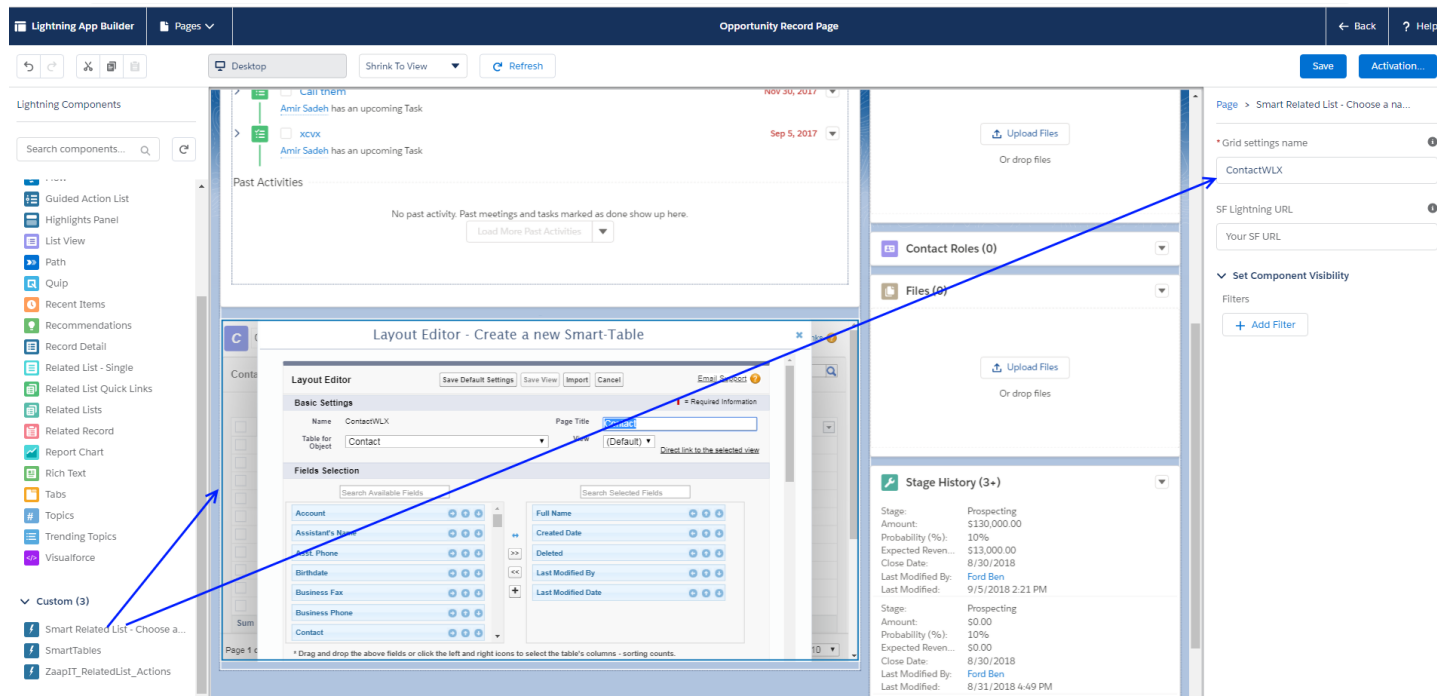 Lightning App Builder
Pages
Opportunity Record Page
Back
? Help
Desktop
Shrink To View
Refresh
Save
Activation...
Lightning Components
Search components...
Guided Action List
Highlights Panel
List View
Path
Quip
Recent Items
Recommendations
Record Detail
Related List - Single
Related List Quick Links
Related Lists
Related Record
Report Chart
Rich Text
Tabs
Topics
Trending Topics
Visualforce
Custom (3)
Smart Related List - Choose a...
SmartTables
ZaapIT_RelatedList_Actions
Call them
Nov 30, 2017
Amir Sadeh has an upcoming Task
xcvx
Sep 5, 2017
Amir Sadeh has an upcoming Task
Past Activities
No past activity. Past meetings and tasks marked as done show up here.
Load More Past Activities
C
Layout Editor - Create a new Smart-Table
Layout Editor
Save Default Settings
Save View
Import
Cancel
Email Support
Basic Settings
= Required Information
Name
ContactWLX
Page Title
Contact
Table for Object
Contact
View
(Default)
Direct link to the selected view
Fields Selection
Search Available Fields
Search Selected Fields
Account
Assistant's Name
Asst. Phone
Birthdate
Business Fax
Business Phone
Contact
>>
<<
+
Full Name
Created Date
Deleted
Last Modified By
Last Modified Date
* Drag and drop the above fields or click the left and right icons to select the table's columns - sorting counts.
Sum
Page 1
10
Upload Files
Or drop files
Contact Roles (0)
Files (0)
Upload Files
Or drop files
Stage History (3+)
Stage: Prospecting
Amount: $130,000.00
Probability (%): 10%
Expected Reven... $13,000.00
Close Date: 8/30/2018
Last Modified By: Ford Ben
Last Modified: 9/5/2018 2:21 PM
Stage: Prospecting
Amount: $0.00
Probability (%): 10%
Expected Reven... $0.00
Close Date: 8/30/2018
Last Modified By: Ford Ben
Last Modified: 8/31/2018 4:49 PM
Page > Smart Related List - Choose a na...
* Grid settings name
ContactWLX
SF Lightning URL
Your SF URL
Set Component Visibility
Filters
+ Add Filter